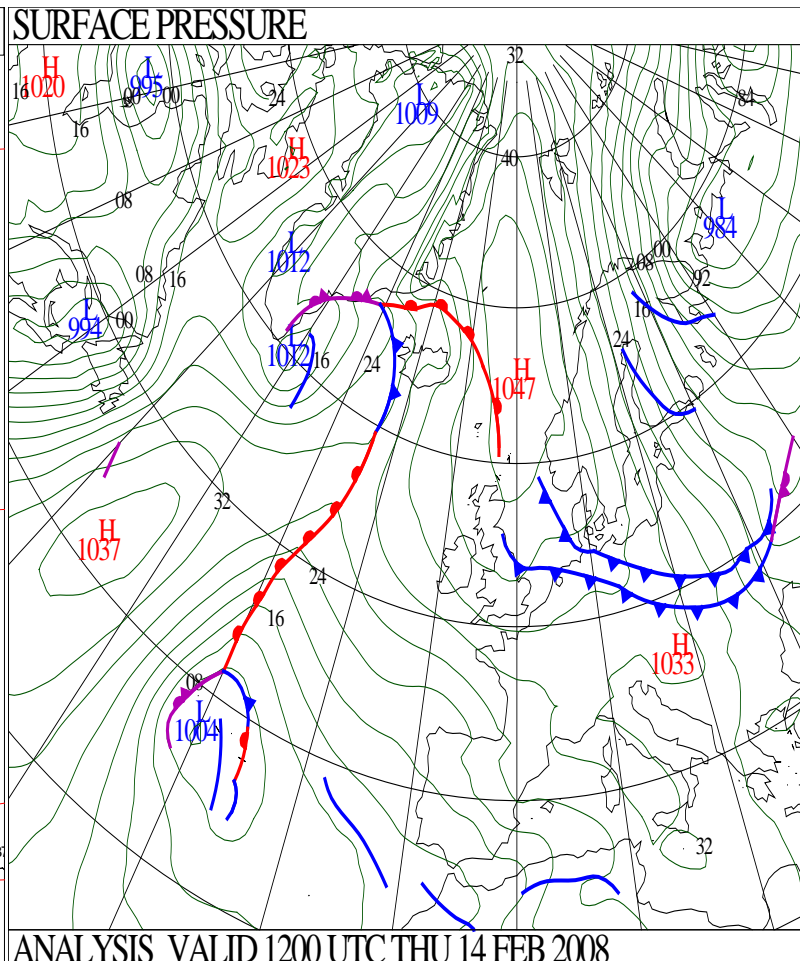 SURFACE PRESSURE
32
H
1020
16
L
995
00
00
24
L
1009
84
16
40
H
1023
08
L
984
L
1012
00
08
08
16
92
L
994
00
16
L
1012
16
24
24
H
1047
32
H
1037
24
16
H
1033
08
L
1004
32
ANALYSIS VALID 1200 UTC THU 14 FEB 2008